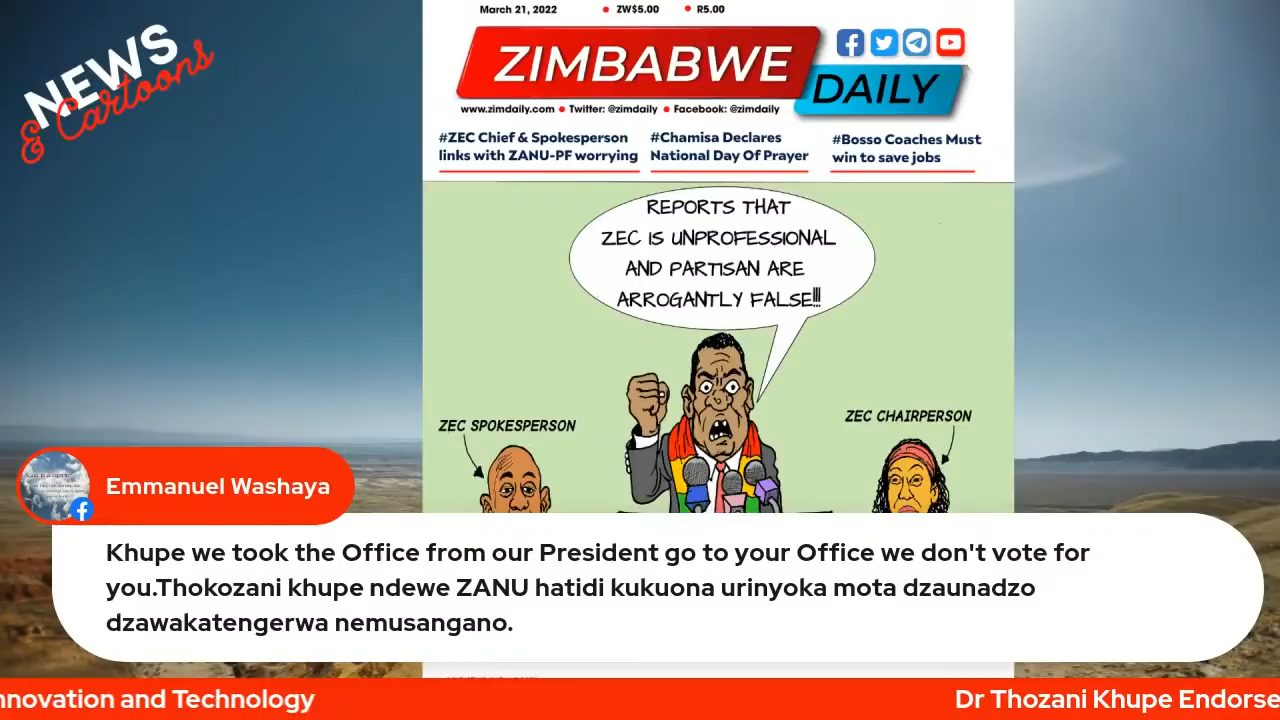 NEWS
& Cartoons
March 21, 2022 • ZW$5.00 • R5.00
ZIMBABWE
DAILY
www.zimdaily.com • Twitter: @zimdaily • Facebook: @zimdaily
#ZEC Chief & Spokesperson
links with ZANU-PF worrying
#Chamisa Declares
National Day Of Prayer
#Bosso Coaches Must
win to save jobs
REPORTS THAT
ZEC IS UNPROFESSIONAL
AND PARTISAN ARE
ARROGANTLY FALSE!!!
ZEC SPOKESPERSON
ZEC CHAIRPERSON
Emmanuel Washaya
Khupe we took the Office from our President go to your Office we don't vote for
you.Thokozani khupe ndewe ZANU hatidi kukuona urinyoka mota dzaunadzo
dzawakatengerwa nemusangano.
nnovation and Technology
Dr Thozani Khupe Endorse